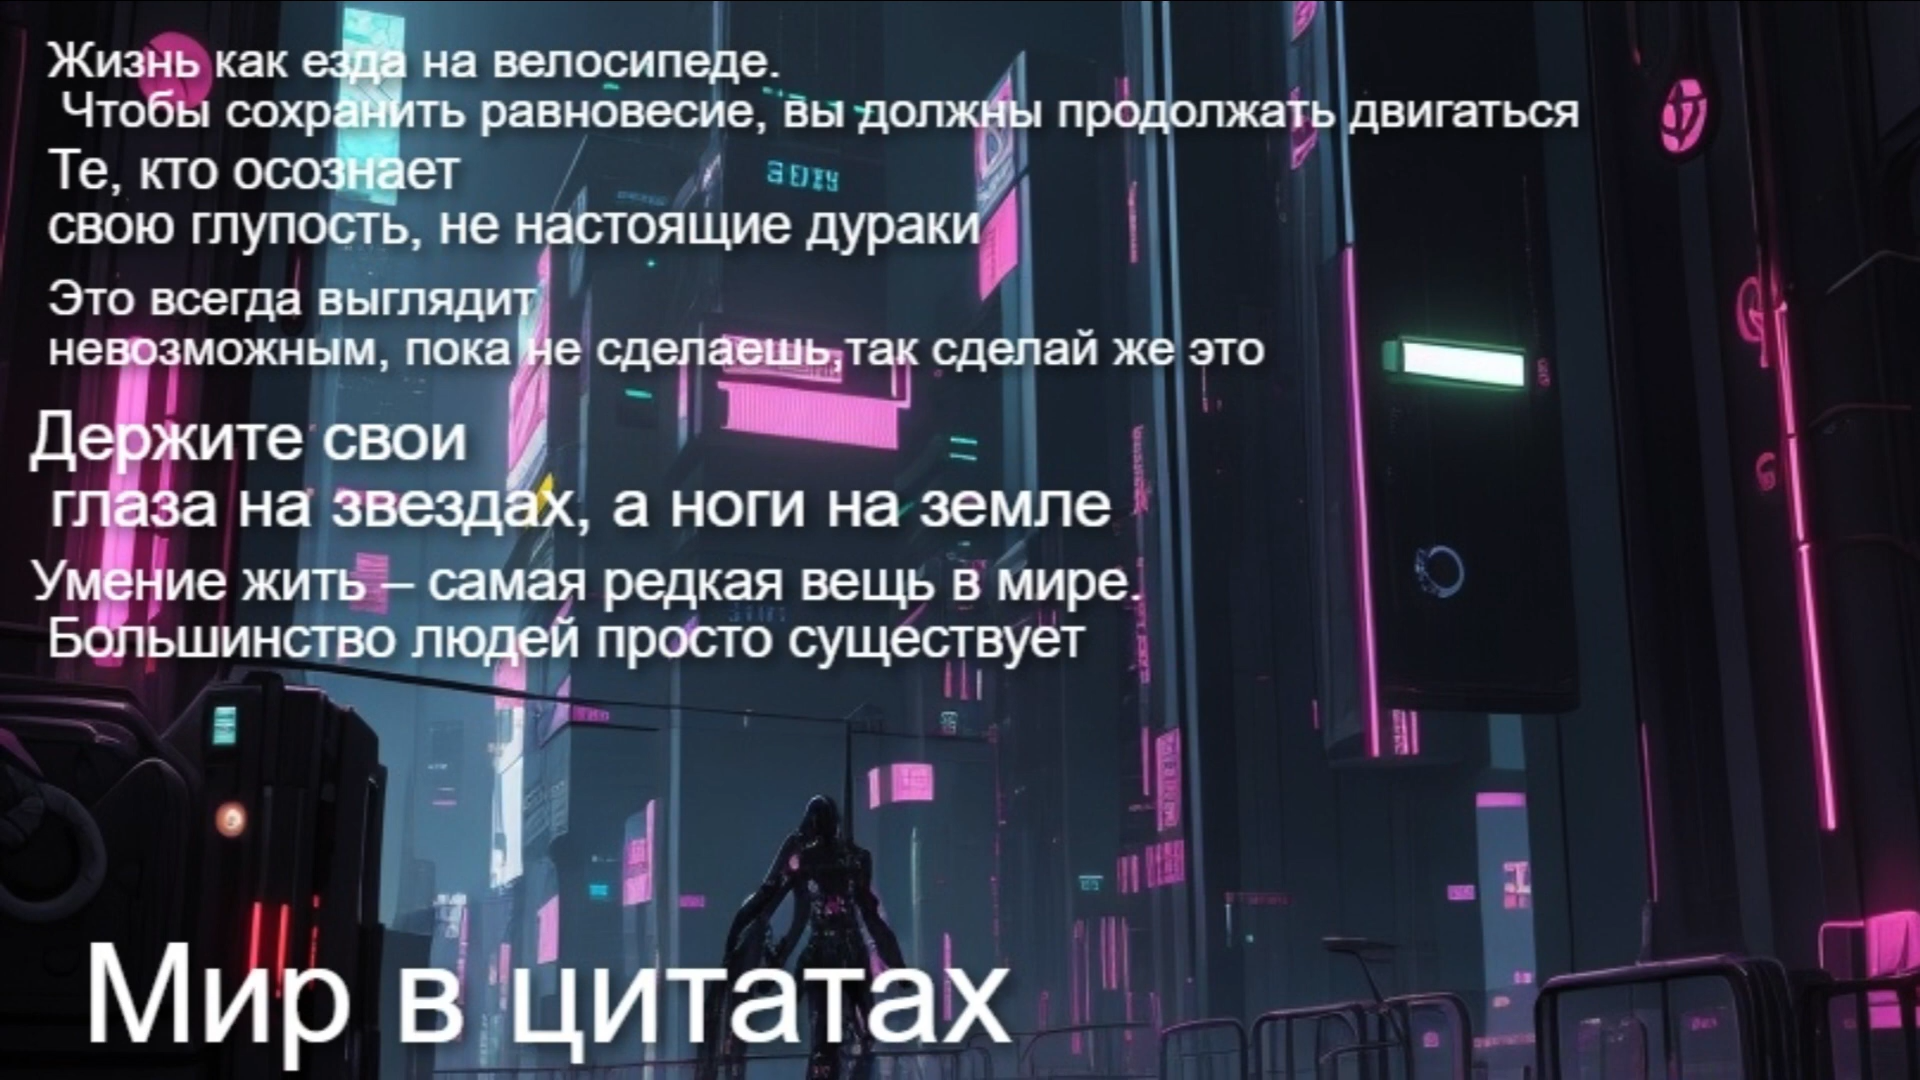 Жизнь как езда на велосипеде.
Чтобы сохранить равновесие, вы должны продолжать двигаться
Те, кто осознает
свою глупость, не настоящие дураки
Это всегда выглядит
невозможным, пока не сделаешь,так сделай же это
Держите свои
глаза на звездах, а ноги на земле
Умение жить – самая редкая вещь в мире.
Большинство людей просто существует
Мир в цитатах